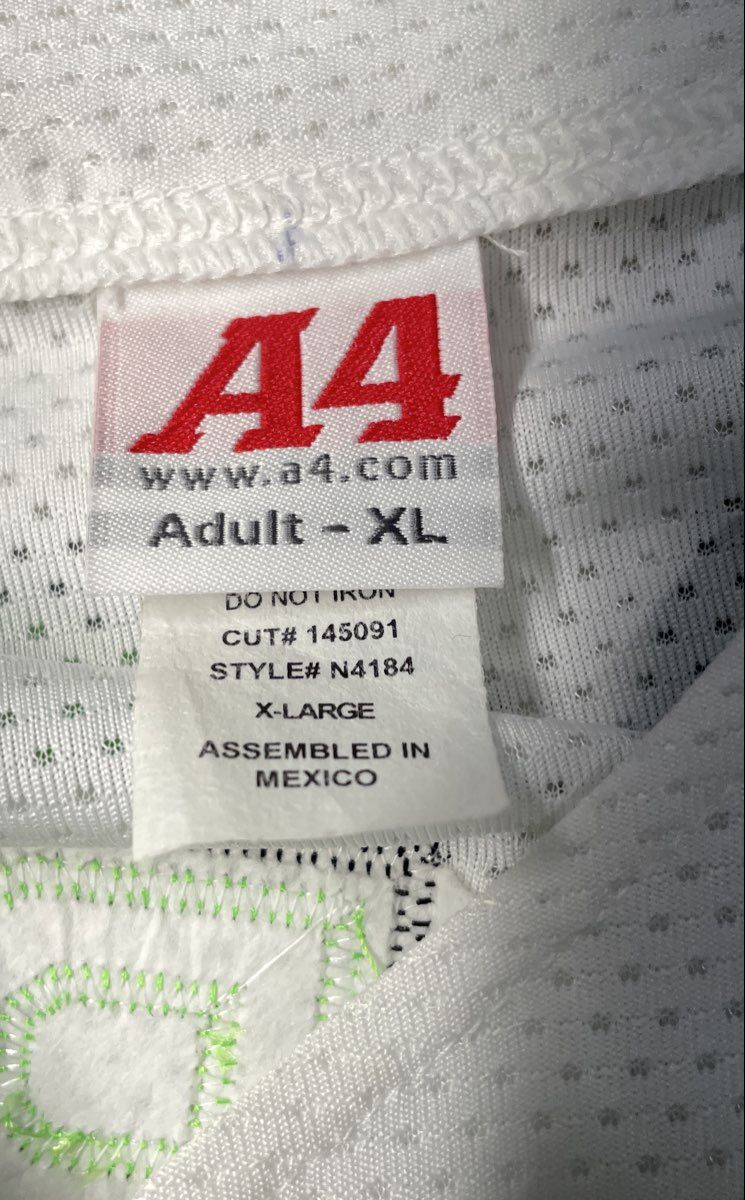 A4
www.a4.com
Adult - XL
DO NOT IRON
CUT# 145091
STYLE# N4184
X-LARGE
ASSEMBLED IN
MEXICO